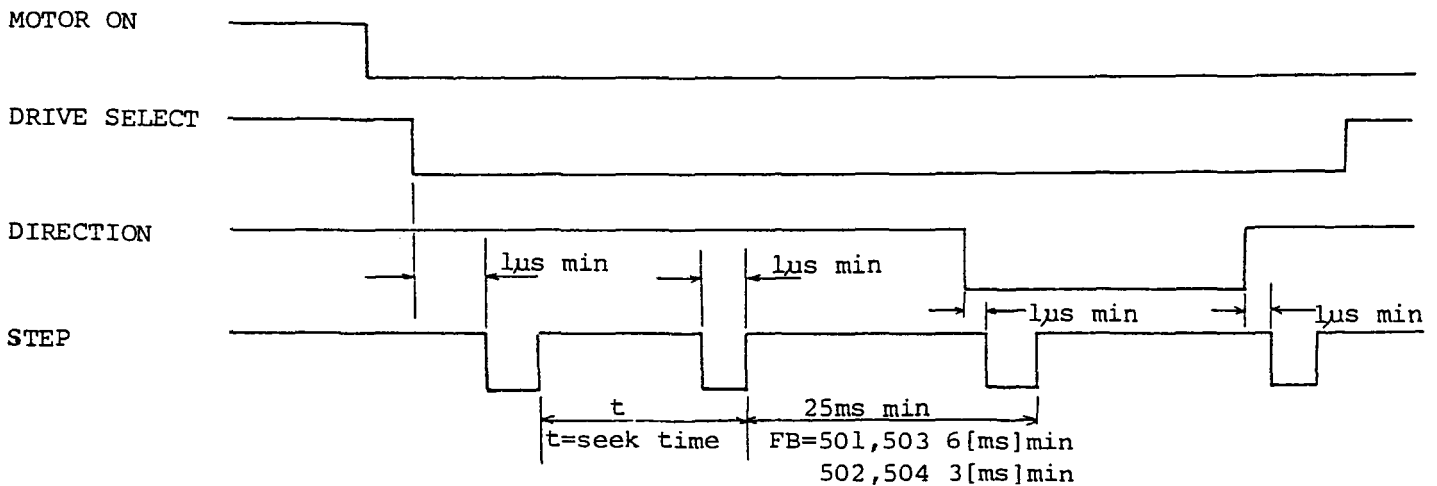 MOTOR ON
DRIVE SELECT
DIRECTION
1µs min
1µs min
1µs min
1µs min
STEP
t
25ms min
t=seek time
FB=501,503 6[ms]min
502,504 3[ms]min